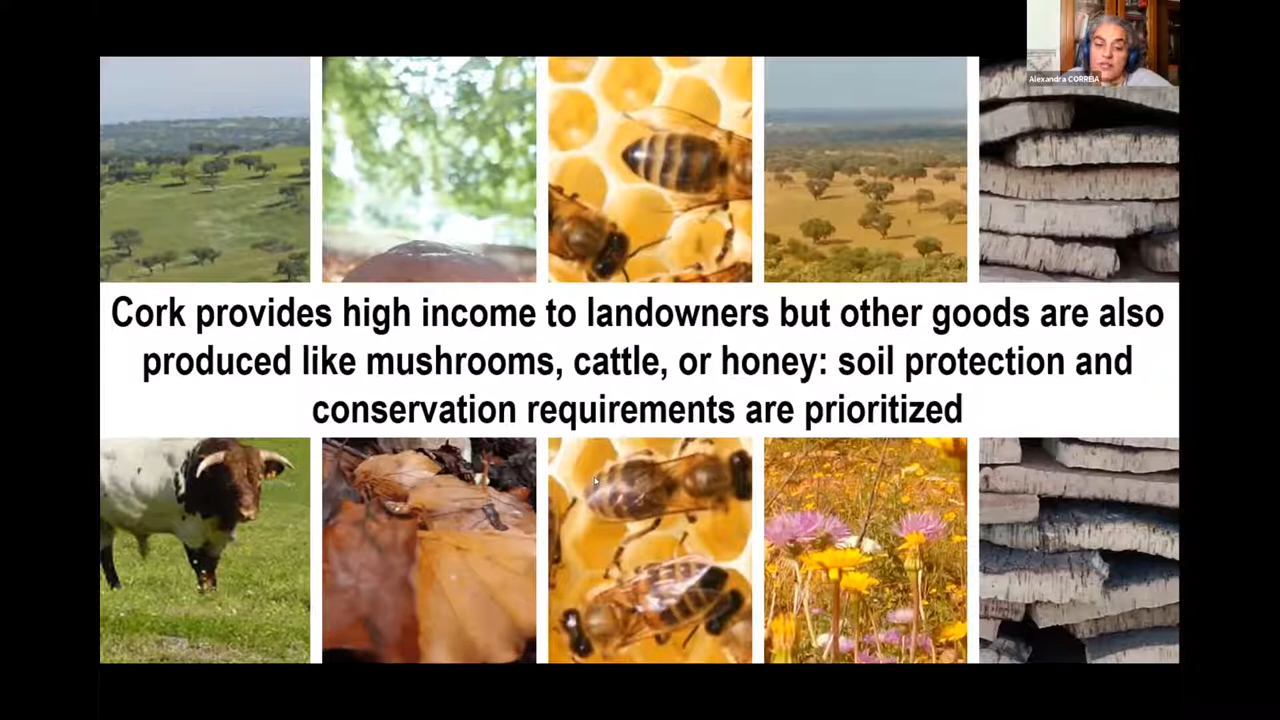 Alexandra CORREIA
Cork provides high income to landowners but other goods are also
produced like mushrooms, cattle, or honey: soil protection and
conservation requirements are prioritized